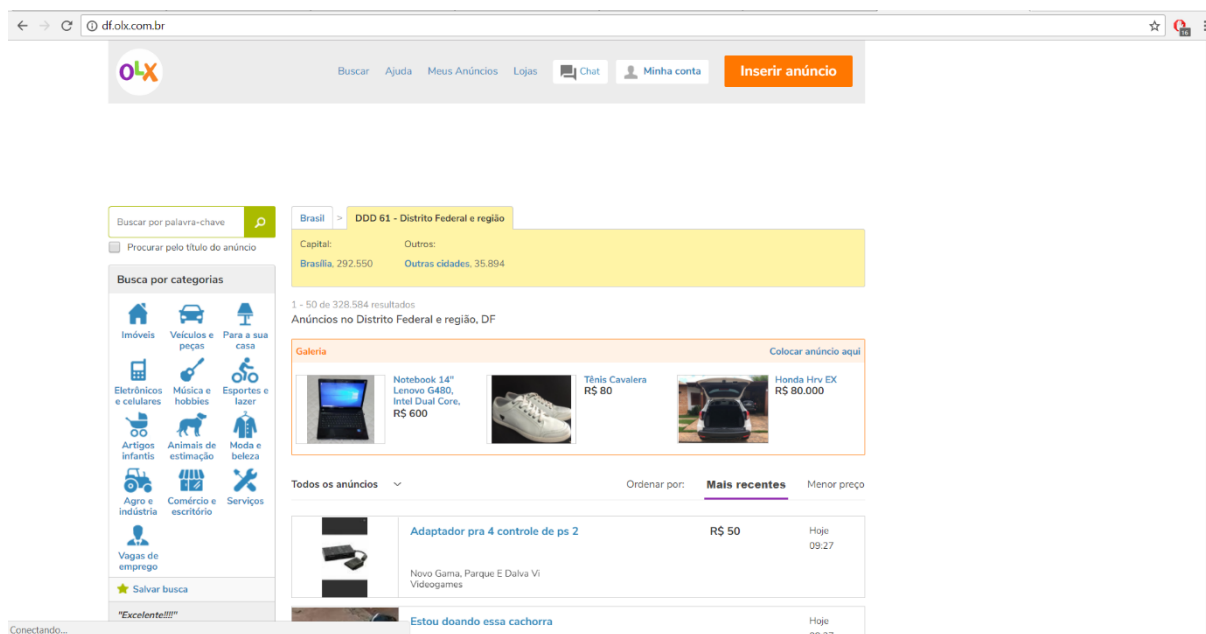 df.olx.com.br
16
OLX
Buscar Ajuda Meus Anúncios Lojas Chat Minha conta Inserir anúncio
Buscar por palavra-chave
Procurar pelo título do anúncio
Brasil > DDD 61 - Distrito Federal e região
Capital: Outros:
Brasília, 292.550 Outras cidades, 35.894
1 - 50 de 328.584 resultados
Anúncios no Distrito Federal e região, DF
Busca por categorias
Imóveis
Veículos e
peças
Para a sua
casa
Eletrônicos
e celulares
Música e
hobbies
Esportes e
lazer
Artigos
infantis
Animais de
estimação
Moda e
beleza
Agro e
indústria
Comércio e
escritório
Serviços
Vagas de
emprego
Salvar busca
"Excelente!!!!"
Galeria Colocar anúncio aqui
Notebook 14"
Lenovo G480,
Intel Dual Core,
R$ 600
Tênis Cavalera
R$ 80
Honda Hrv EX
R$ 80.000
Todos os anúncios Ordenar por: Mais recentes Menor preço
Adaptador pra 4 controle de ps 2 R$ 50 Hoje
09:27
Novo Gama, Parque E Dalva Vi
Videogames
Estou doando essa cachorra Hoje
Conectando...